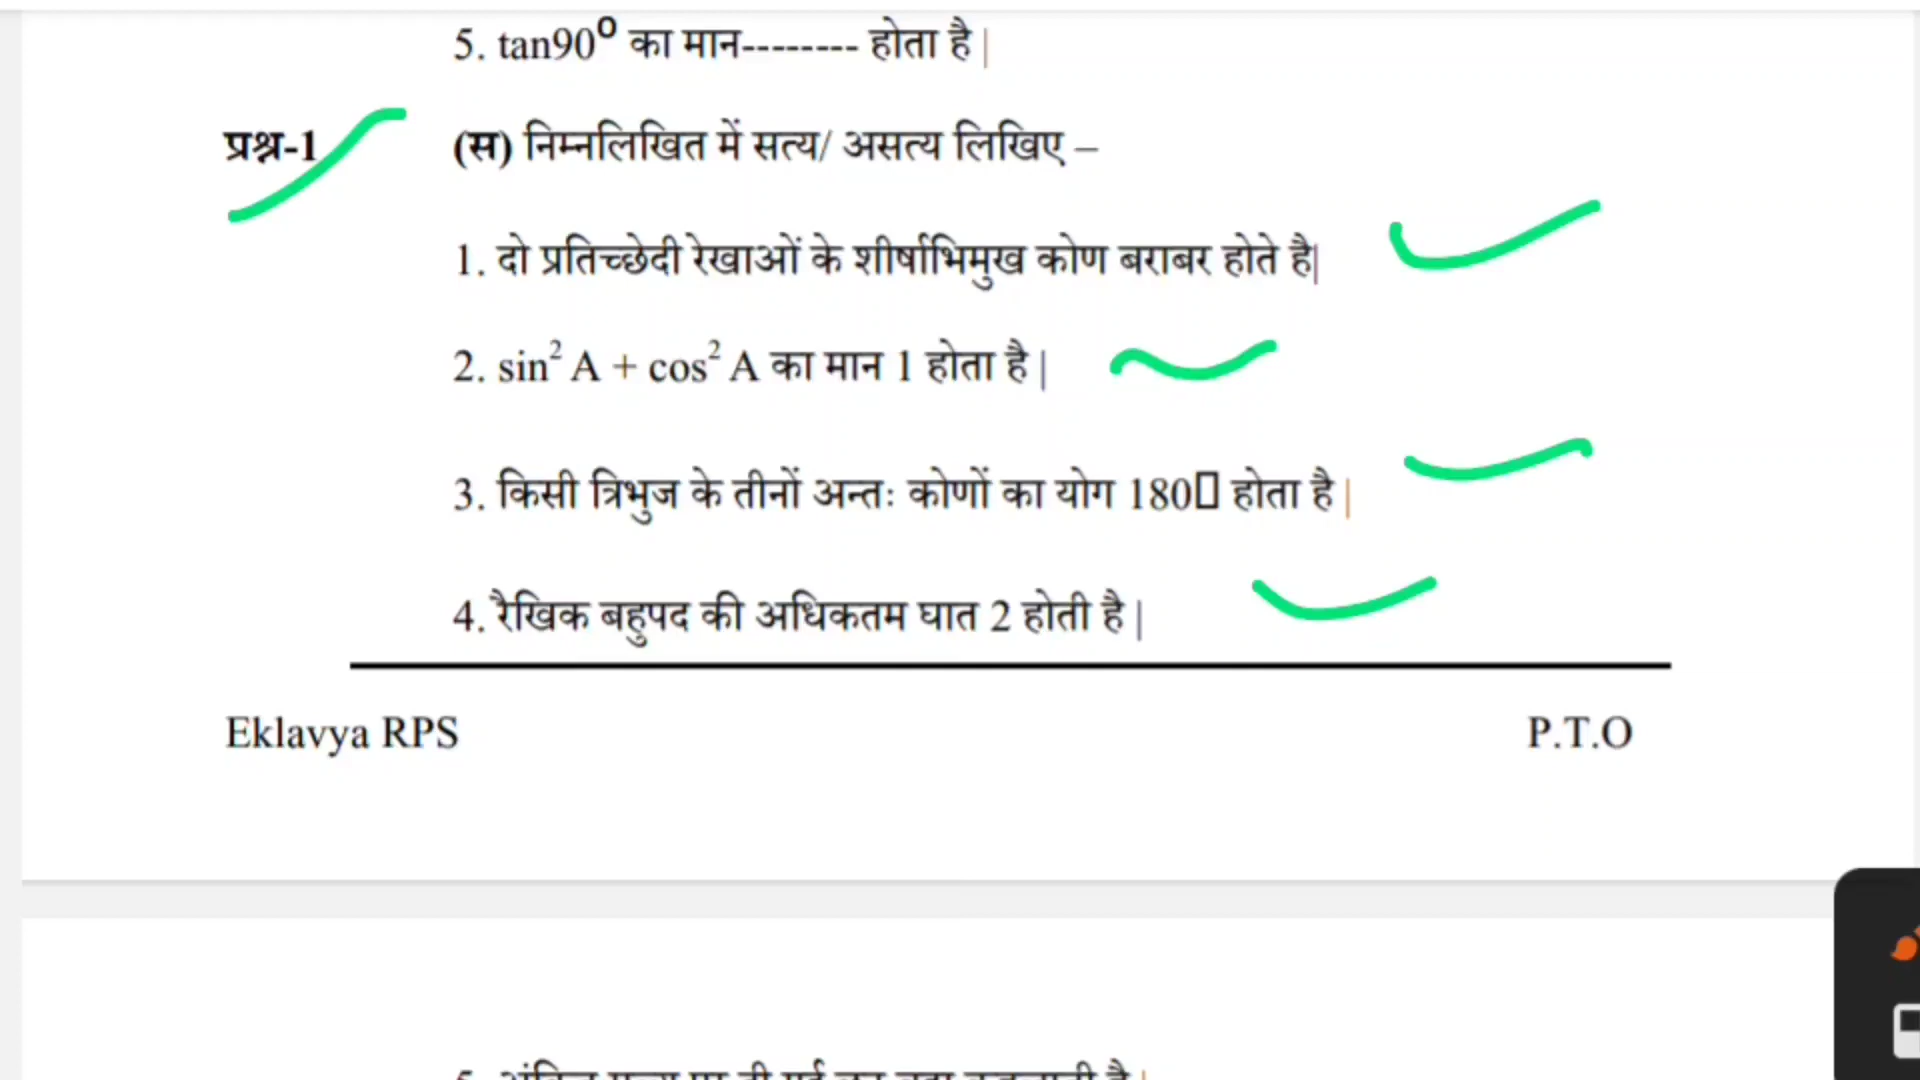 5. tan90⁰ का मान-------- होता है |
प्रश्न-1 (स) निम्नलिखित में सत्य/ असत्य लिखिए –
1. दो प्रतिच्छेदी रेखाओं के शीर्षाभिमुख कोण बराबर होते है|
2. sin² A + cos² A का मान 1 होता है |
3. किसी त्रिभुज के तीनों अन्तः कोणों का योग 180▯ होता है |
4. रैखिक बहुपद की अधिकतम घात 2 होती है |
Eklavya RPS P.T.O